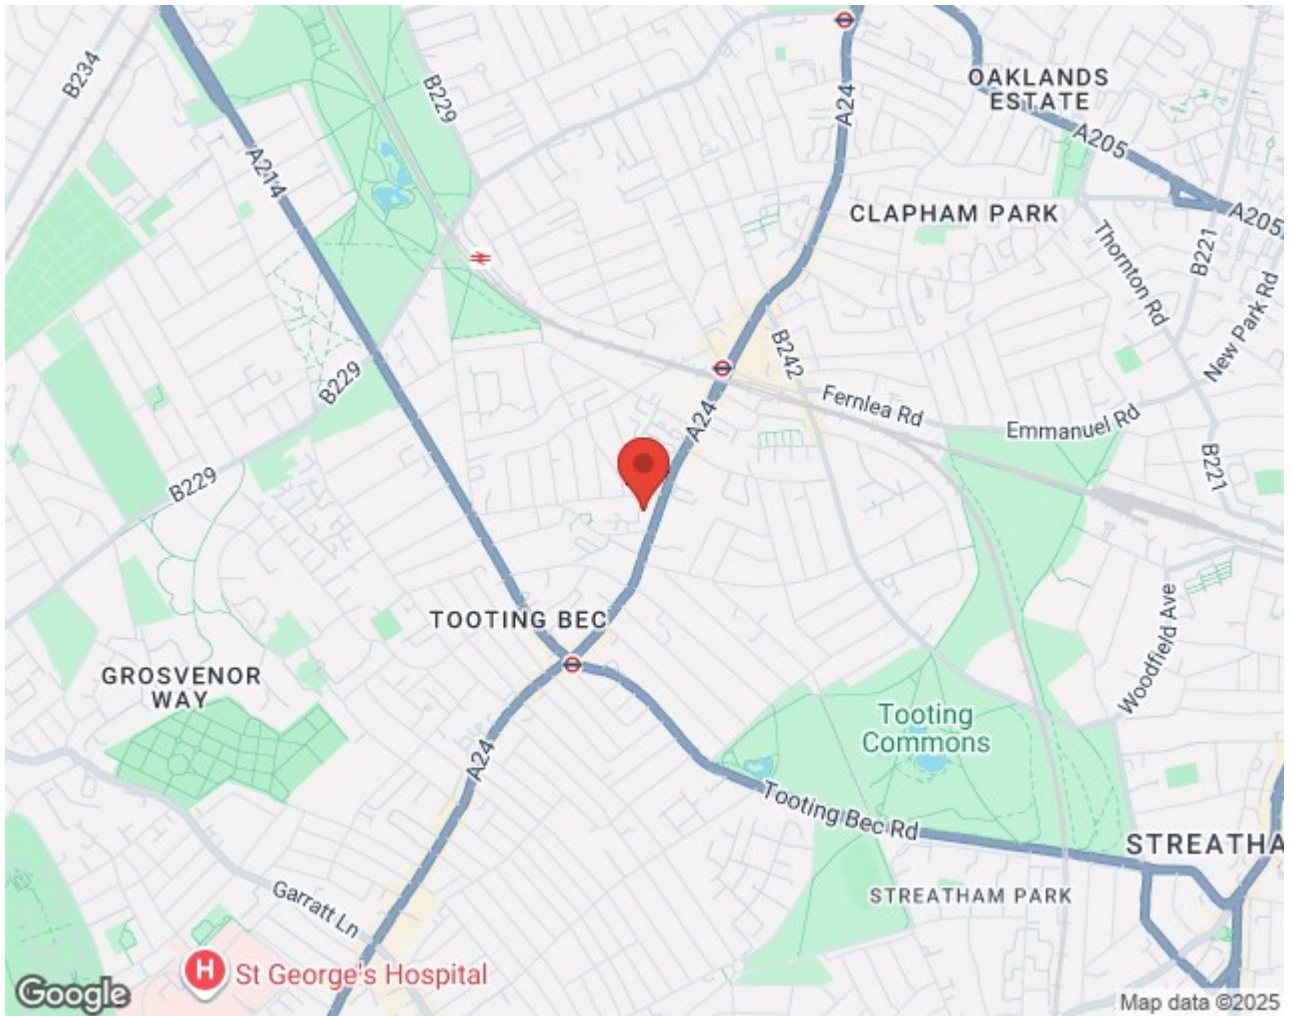 B234
B229
A24
OAKLANDS
ESTATE
A205
A214
CLAPHAM PARK
A205
Thornton Rd
B221
New Park Rd
B242
B229
Fernlea Rd
A24
Emmanuel Rd
B229
B221
TOOTING BEC
Woodfield Ave
GROSVENOR
WAY
Tooting
Commons
A24
Tooting Bec Rd
STREATHA
STREATHAM PARK
Garratt Ln
H
St George's Hospital
Google
Map data ©2025